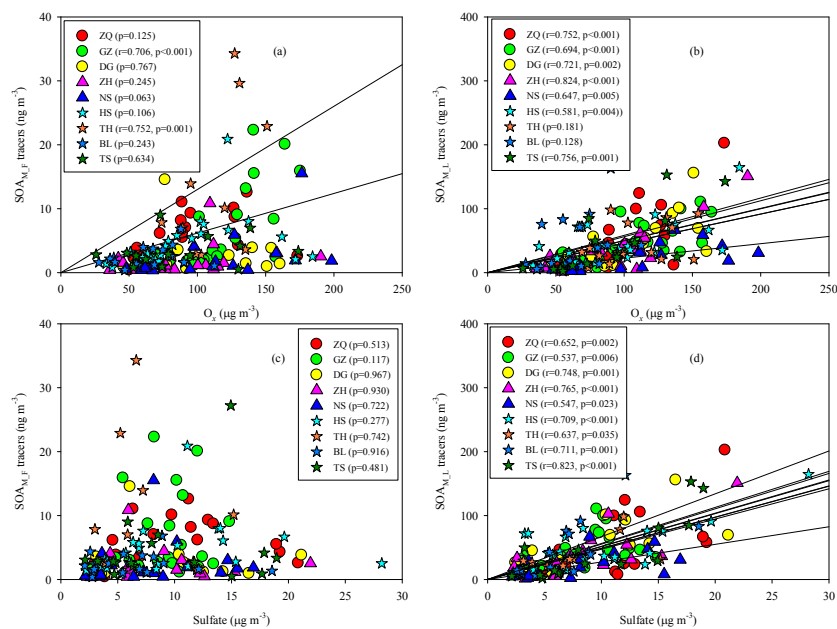 40
30
20
10
0
0 50 100 150 200 250
SOA_{M_F} tracers (ng m⁻³)
O_x (μg m⁻³)
(a)
ZQ (p=0.125)
GZ (r=0.706, p<0.001)
DG (p=0.767)
ZH (p=0.245)
NS (p=0.063)
HS (p=0.106)
TH (r=0.752, p=0.001)
BL (p=0.243)
TS (p=0.634)
400
300
200
100
0
0 50 100 150 200 250
SOA_{M_L} tracers (ng m⁻³)
O_x (μg m⁻³)
(b)
ZQ (r=0.752, p<0.001)
GZ (r=0.694, p<0.001)
DG (r=0.721, p=0.002)
ZH (r=0.824, p<0.001)
NS (r=0.647, p=0.005)
HS (r=0.581, p=0.004))
TH (p=0.181)
BL (p=0.128)
TS (r=0.756, p=0.001)
40
30
20
10
0
0 5 10 15 20 25 30
SOA_{M_F} tracers (ng m⁻³)
Sulfate (μg m⁻³)
(c)
ZQ (p=0.513)
GZ (p=0.117)
DG (p=0.967)
ZH (p=0.930)
NS (p=0.722)
HS (p=0.277)
TH (p=0.742)
BL (p=0.916)
TS (p=0.481)
400
300
200
100
0
0 5 10 15 20 25 30
SOA_{M_L} tracers (ng m⁻³)
Sulfate (μg m⁻³)
(d)
ZQ (r=0.652, p=0.002)
GZ (r=0.537, p=0.006)
DG (r=0.748, p=0.001)
ZH (r=0.765, p<0.001)
NS (r=0.547, p=0.023)
HS (r=0.709, p<0.001)
TH (r=0.637, p=0.035)
BL (r=0.711, p=0.001)
TS (r=0.823, p<0.001)